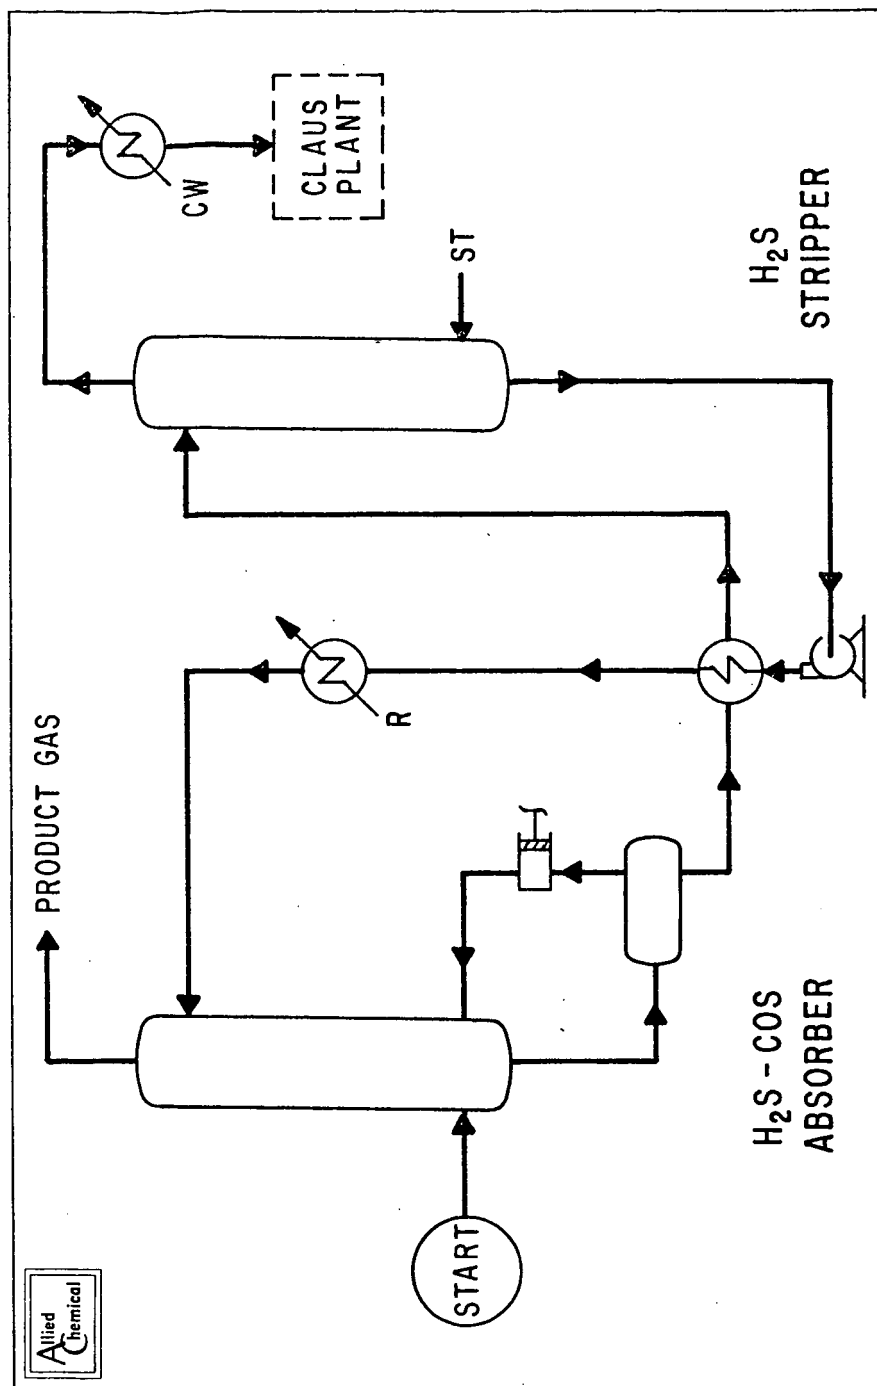 Allied
Chemical
PRODUCT GAS
START
H₂S - COS
ABSORBER
R
CW
CLAUS
PLANT
ST
H₂S
STRIPPER